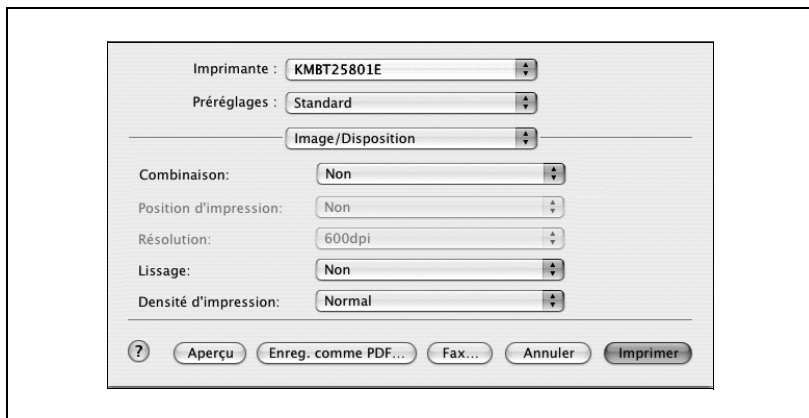 Imprimante : KMBT25801E
Préréglages : Standard
Image/Disposition
Combinaison: Non
Position d'impression: Non
Résolution: 600dpi
Lissage: Non
Densité d'impression: Normal
? Aperçu Enreg. comme PDF... Fax... Annuler Imprimer